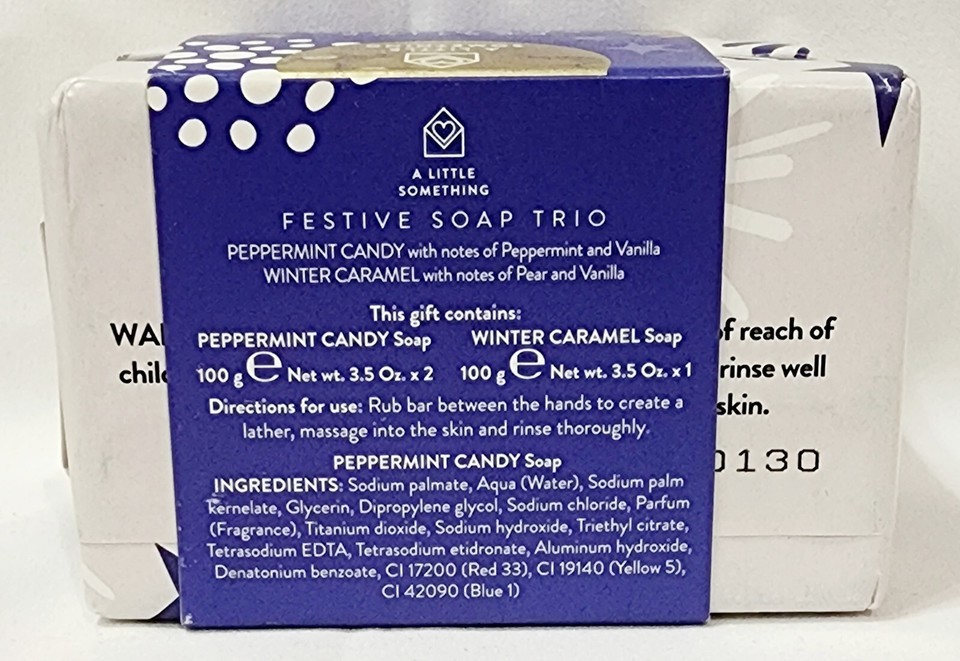 A LITTLE
SOMETHING
FESTIVE SOAP TRIO
PEPPERMINT CANDY with notes of Peppermint and Vanilla
WINTER CARAMEL with notes of Pear and Vanilla
This gift contains:
PEPPERMINT CANDY Soap WINTER CARAMEL Soap
100 g e Net wt. 3.5 Oz. x 2 100 g e Net wt. 3.5 Oz. x 1
Directions for use: Rub bar between the hands to create a
lather, massage into the skin and rinse thoroughly.
PEPPERMINT CANDY Soap
INGREDIENTS: Sodium palmate, Aqua (Water), Sodium palm
kernelate, Glycerin, Dipropylene glycol, Sodium chloride, Parfum
(Fragrance), Titanium dioxide, Sodium hydroxide, Triethyl citrate,
Tetrasodium EDTA, Tetrasodium etidronate, Aluminum hydroxide,
Denatonium benzoate, CI 17200 (Red 33), CI 19140 (Yellow 5),
CI 42090 (Blue 1)
of reach of
rinse well
skin.
0130